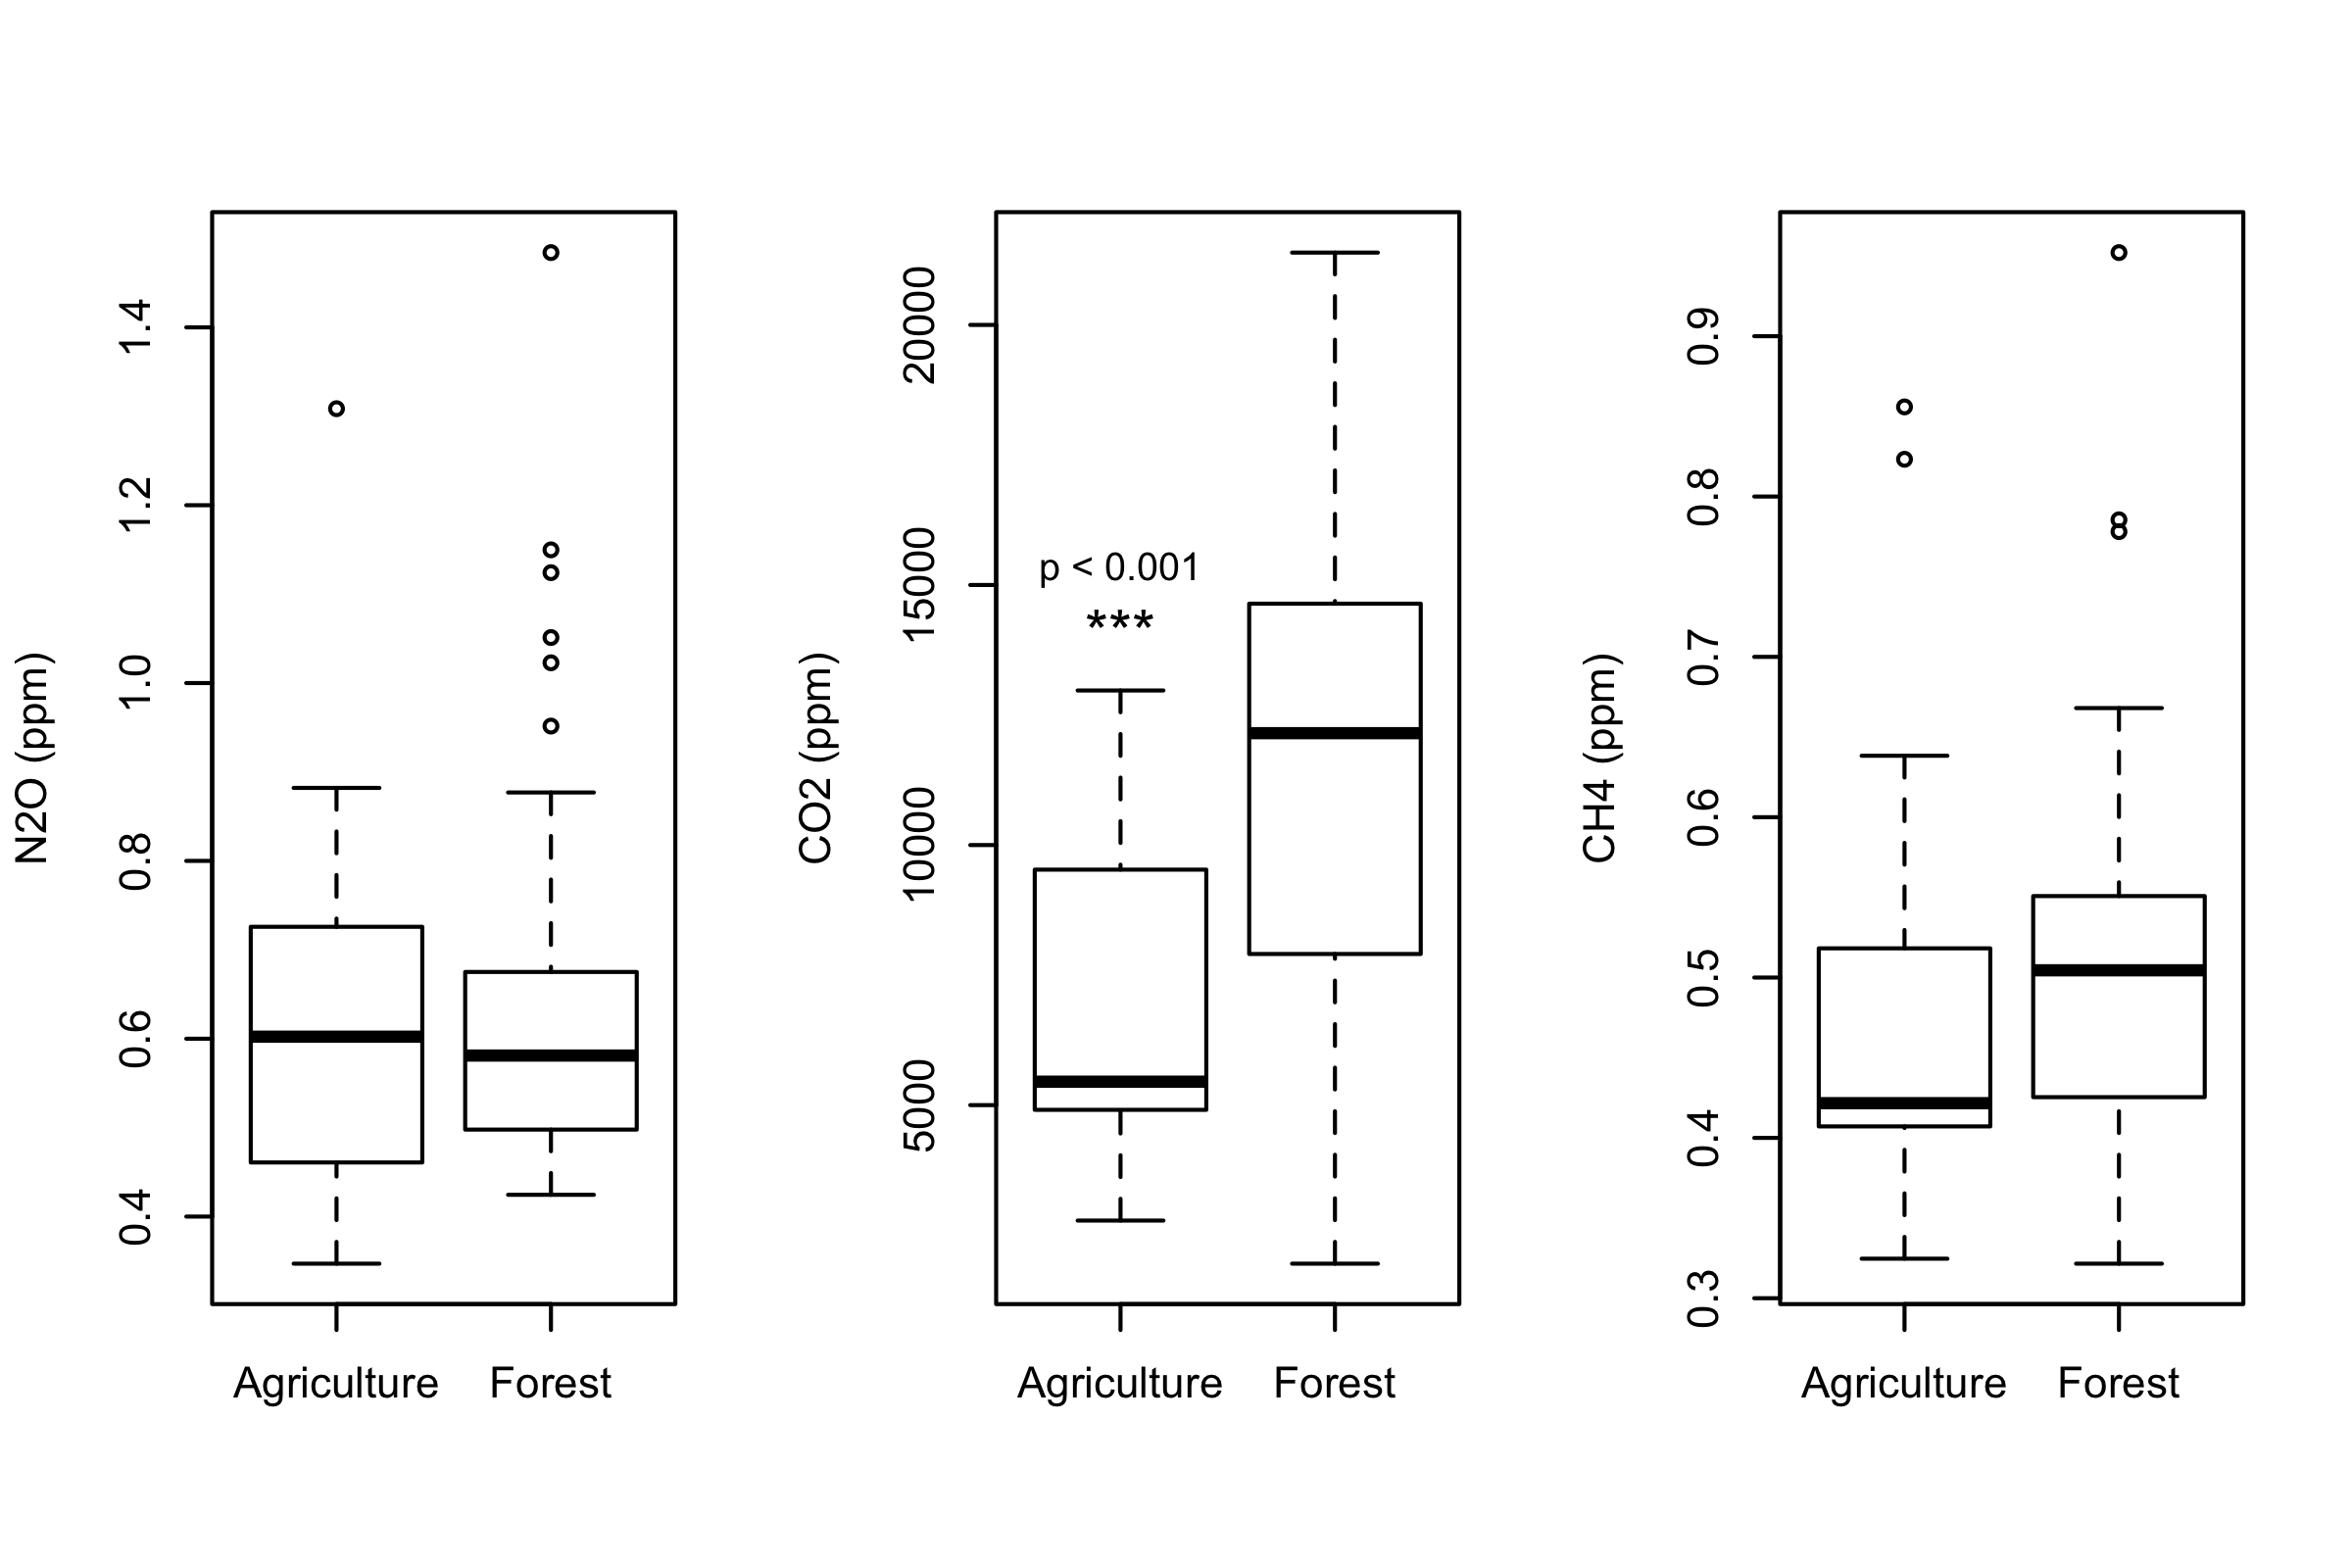 N2O (ppm)
1.4
1.2
1.0
0.8
0.6
0.4
Agriculture
Forest
CO2 (ppm)
20000
15000
10000
5000
p < 0.001
***
Agriculture
Forest
CH4 (ppm)
0.9
0.8
0.7
0.6
0.5
0.4
0.3
Agriculture
Forest